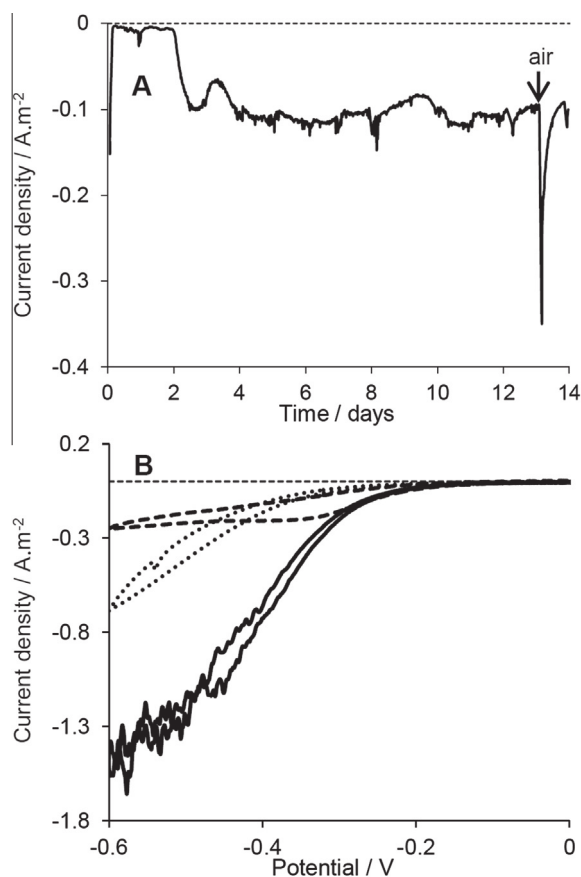 0
-0.1
-0.2
-0.3
-0.4
A
air
0 2 4 6 8 10 12 14
Time / days
Current density / A.m-2
0.2
-0.3
-0.8
-1.3
-1.8
B
-0.6 -0.4 -0.2 0
Potential / V
Current density / A.m-2